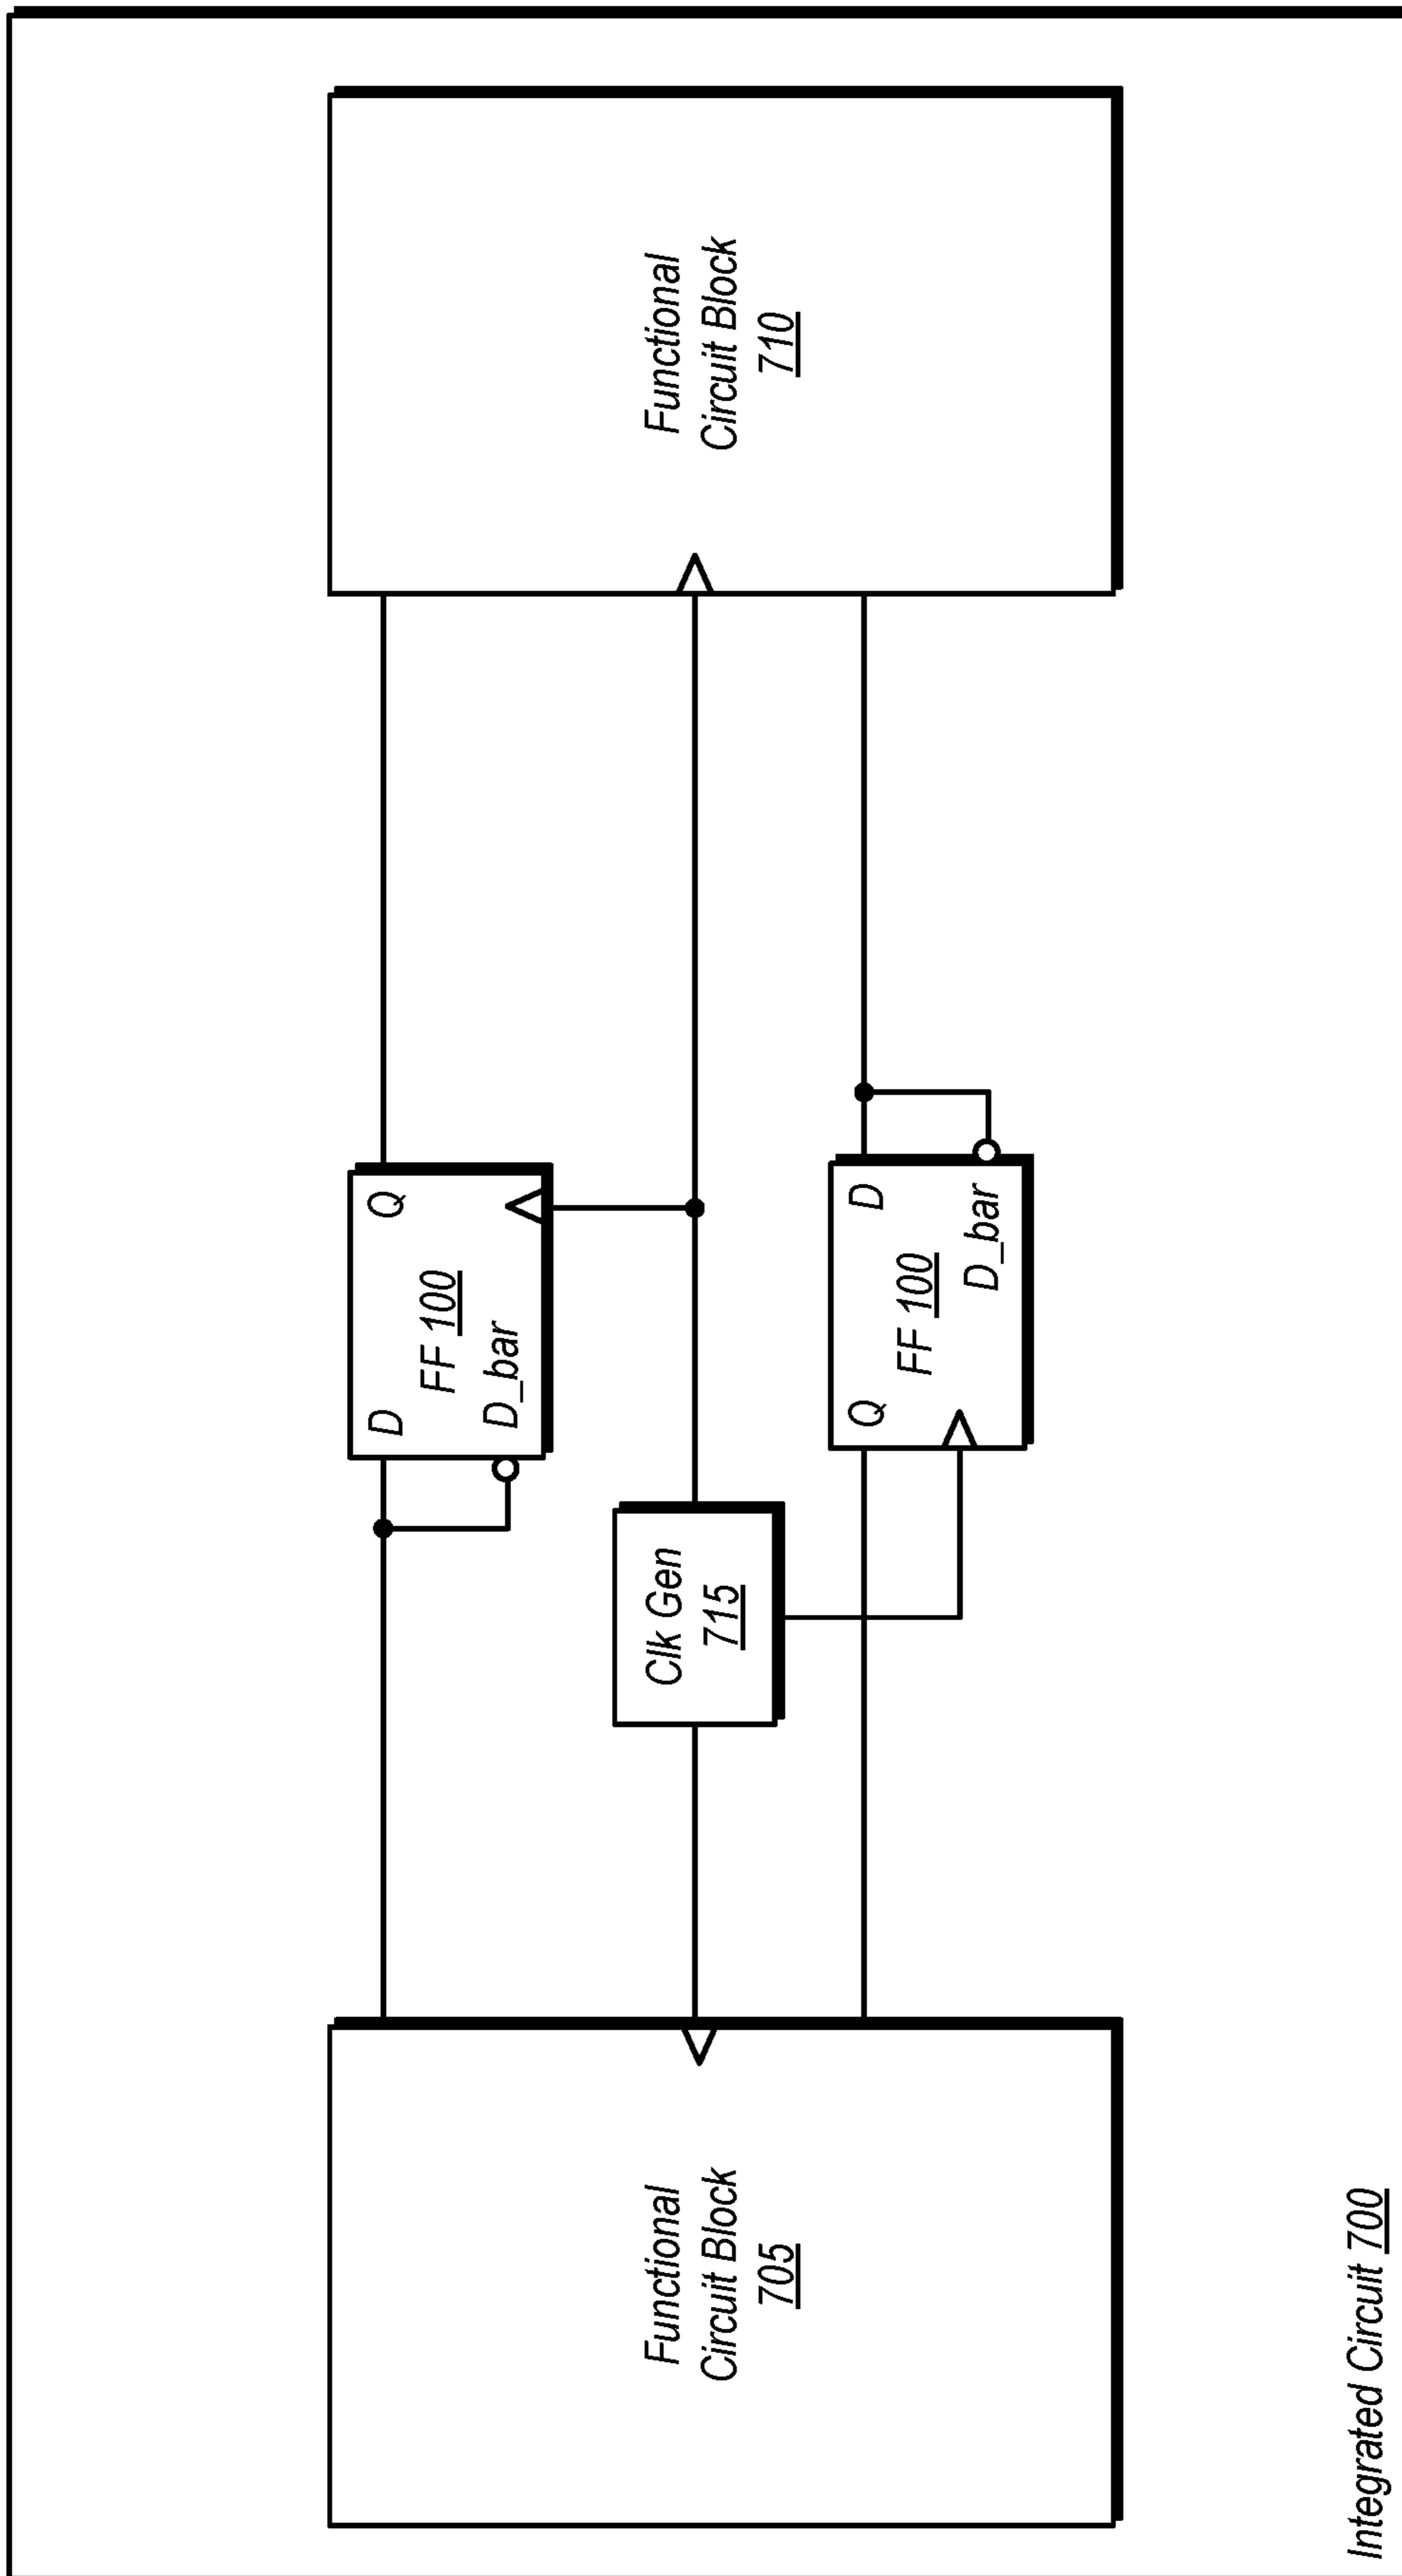 Functional
Circuit Block
705
D
Q
FF 100
D_bar
Clk Gen
715
Q
D
FF 100
D_bar
Functional
Circuit Block
710
Integrated Circuit 700